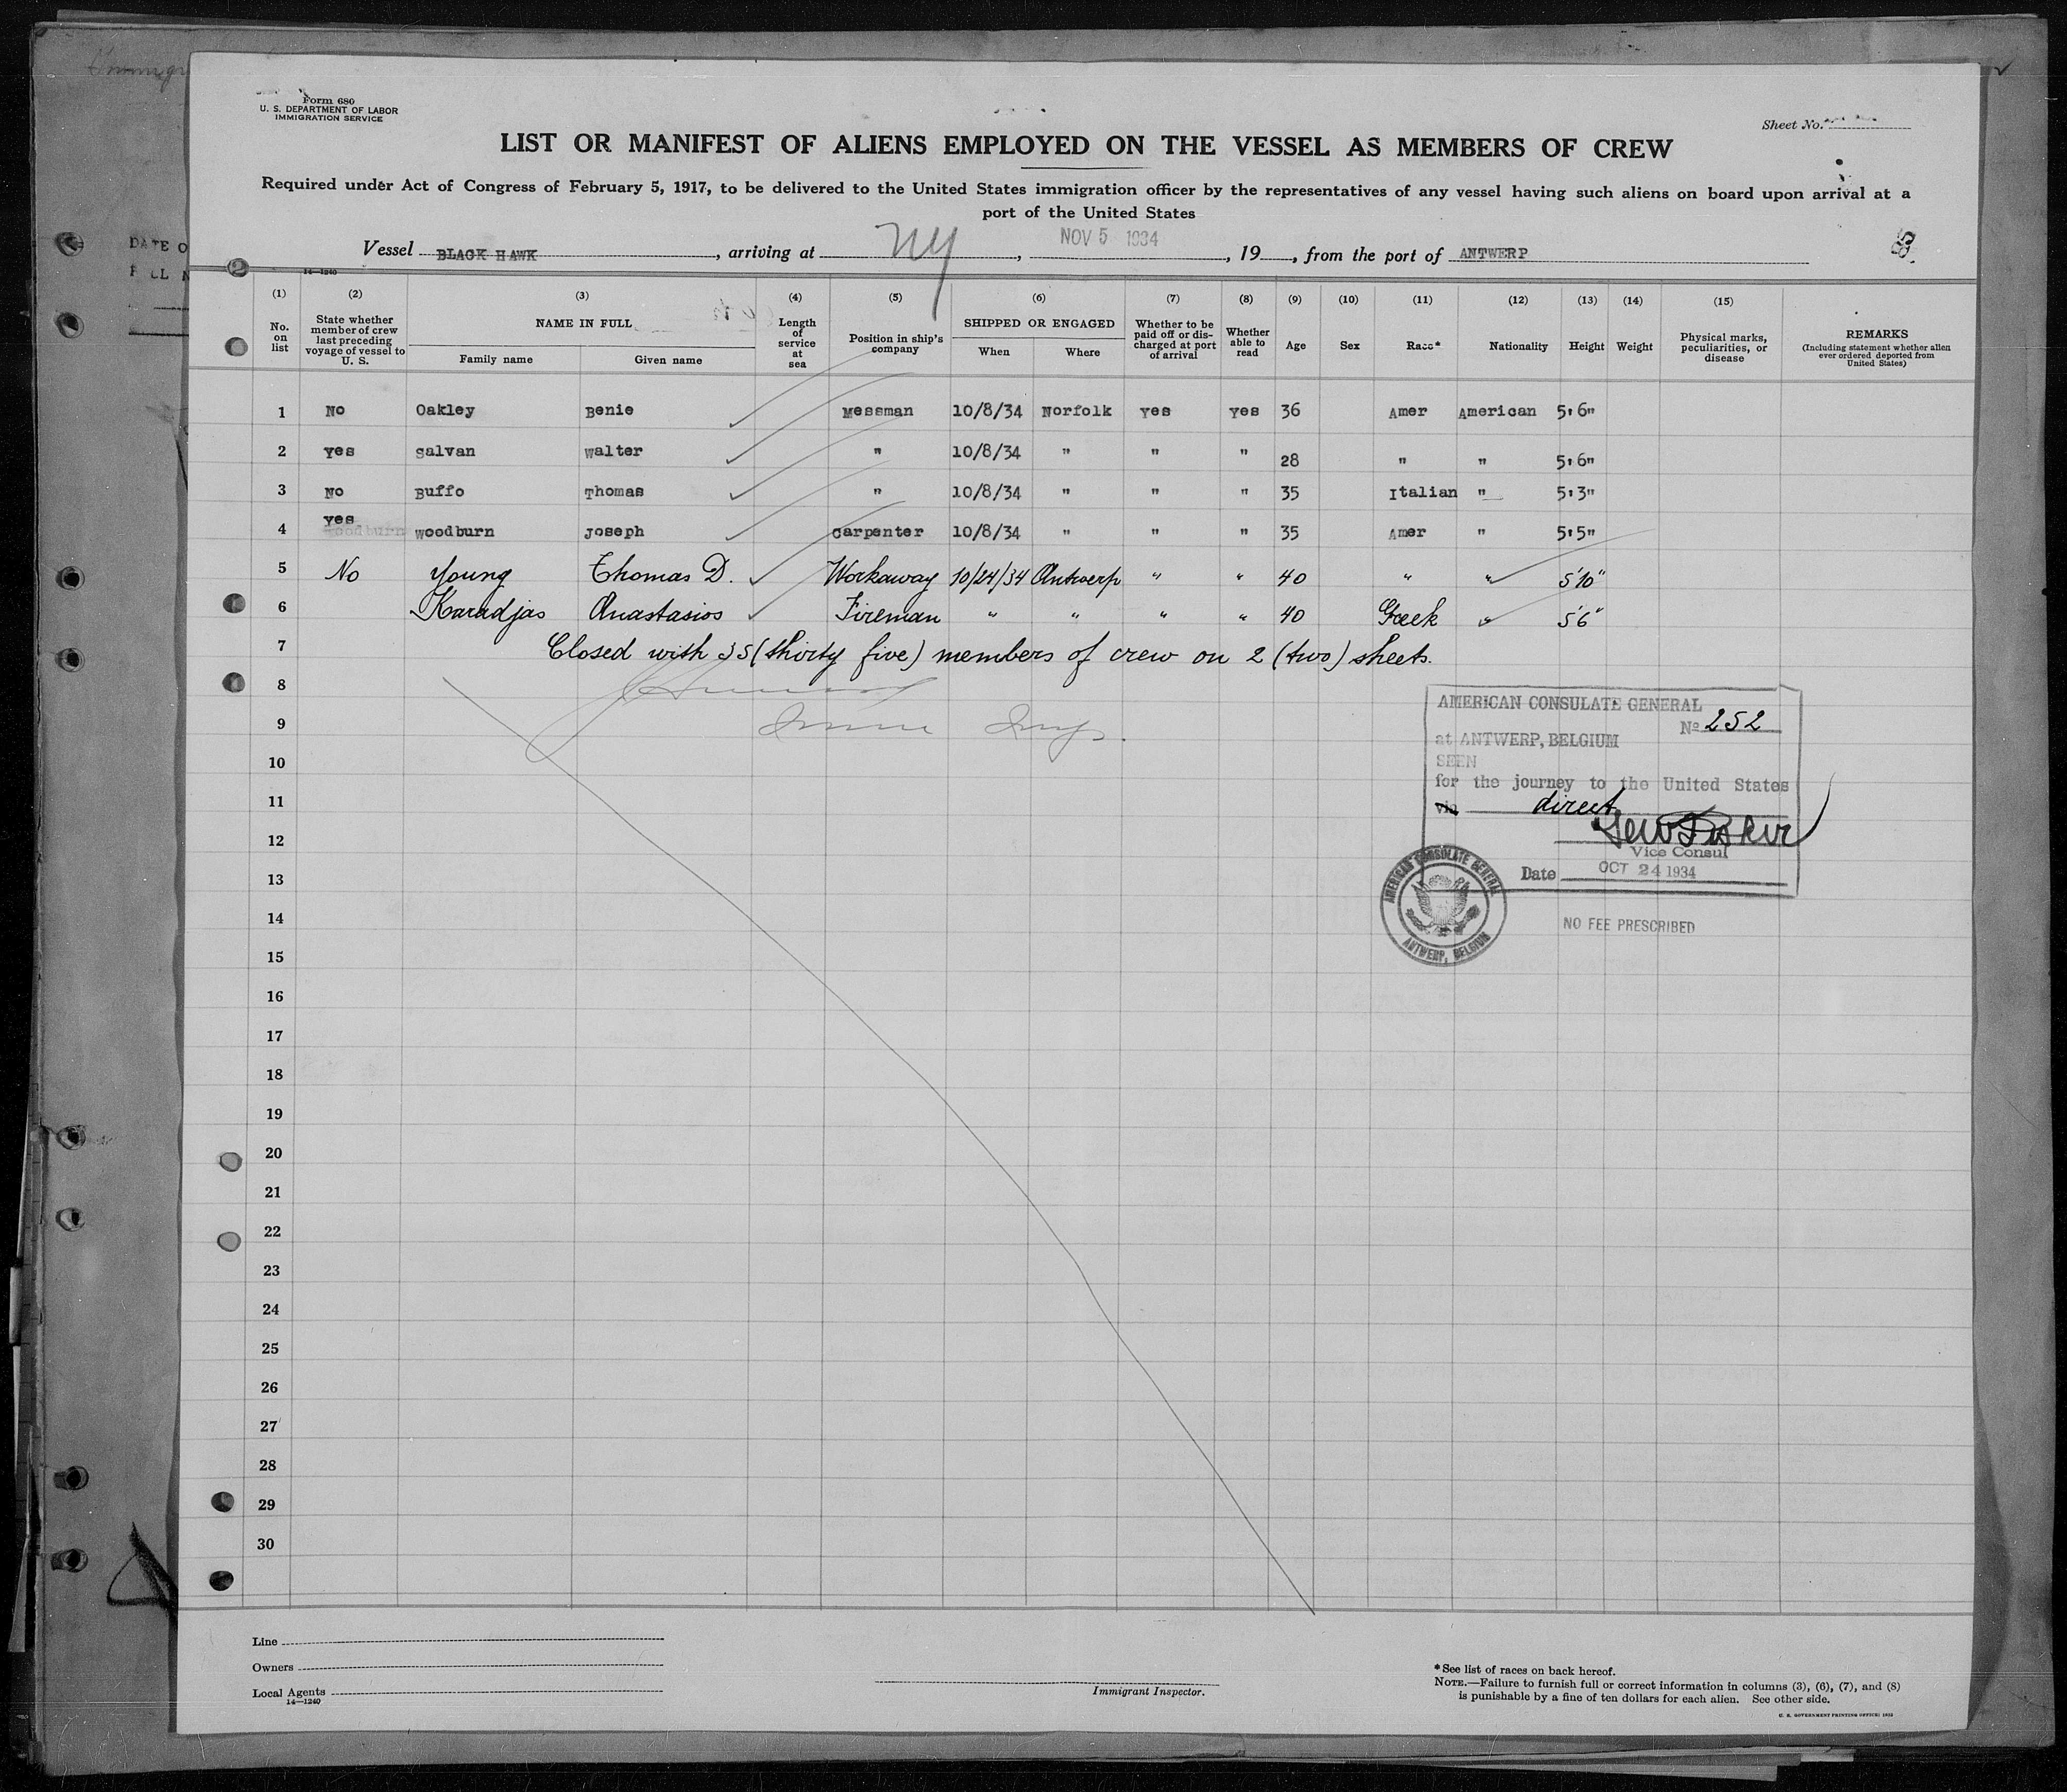 Form 680
U. S. DEPARTMENT OF LABOR
IMMIGRATION SERVICE
Sheet No.
LIST OR MANIFEST OF ALIENS EMPLOYED ON THE VESSEL AS MEMBERS OF CREW
Required under Act of Congress of February 5, 1917, to be delivered to the United States immigration officer by the representatives of any vessel having such aliens on board upon arrival at a
port of the United States
Vessel BLACK HAWK, arriving at NY, NOV 5 1934, 19, from the port of ANTWERP
85.
14—1240
(1) (2) (3) (4) (5) (6) (7) (8) (9) (10) (11) (12) (13) (14) (15)
No. on list
State whether member of crew last preceding voyage of vessel to U. S.
NAME IN FULL
Family name Given name
Length of service at sea
Position in ship's company
SHIPPED OR ENGAGED
When Where
Whether to be paid off or discharged at port of arrival
Whether able to read
Age Sex Race* Nationality Height Weight
Physical marks, peculiarities, or disease
REMARKS
(Including statement whether alien ever ordered deported from United States)
1 No Oakley Benie Messman 10/8/34 Norfolk Yes Yes 36 Amer American 5'6"
2 Yes Salvan Walter " 10/8/34 " " " 28 " " 5'6"
3 No Buffo Thomas " 10/8/34 " " " 35 Italian " 5'3"
4 Yes Woodburn Joseph Carpenter 10/8/34 " " " 35 Amer " 5'5"
5 No Young Thomas D. Workaway 10/24/34 Antwerp " " 40 " " 5'10"
6 Karadjas Anastasios Fireman " " " " 40 Greek " 5'6"
7 Closed with 35 (thirty five) members of crew on 2 (two) sheets.
8
9
10
11
12
13
14
15
16
17
18
19
20
21
22
23
24
25
26
27
28
29
30
AMERICAN CONSULATE GENERAL
No 252
at ANTWERP, BELGIUM
SEEN
for the journey to the United States
via direct
Vice Consul
Date OCT 24 1934
AMERICAN CONSULATE GENERAL
ANTWERP, BELGIUM
NO FEE PRESCRIBED
Line
Owners
Local Agents
14—1240
Immigrant Inspector.
*See list of races on back hereof.
NOTE.—Failure to furnish full or correct information in columns (3), (6), (7), and (8)
is punishable by a fine of ten dollars for each alien. See other side.
U. S. GOVERNMENT PRINTING OFFICE: 1932